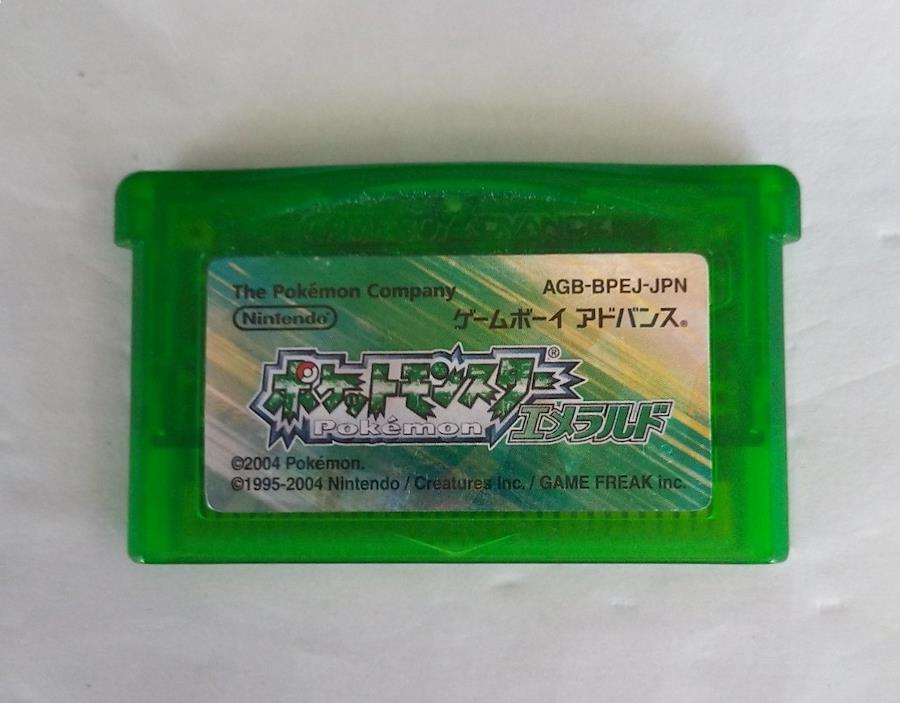 GAME BOY ADVANCE
The Pokémon Company
AGB-BPEJ-JPN
Nintendo®
ゲームボーイ アドバンス®
ポケットモンスター®
Pokémon
エメラルド
©2004 Pokémon.
©1995-2004 Nintendo / Creatures inc. / GAME FREAK inc.